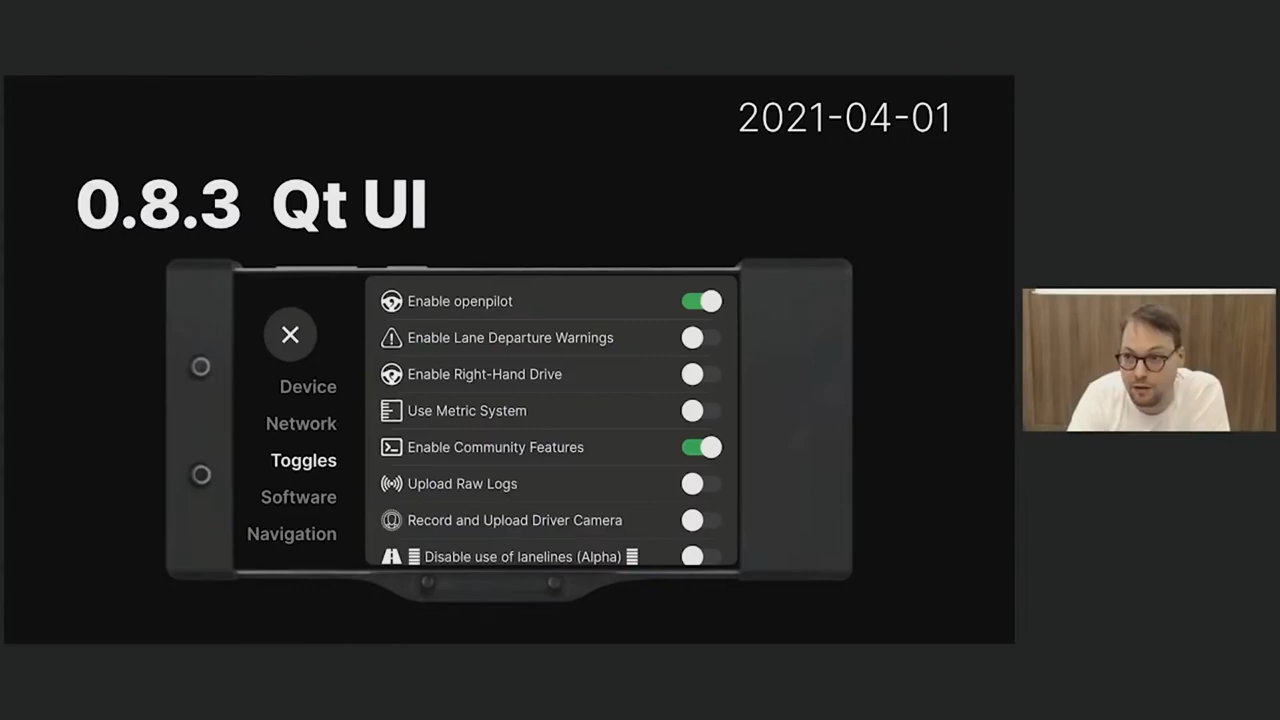 2021-04-01
0.8.3 Qt UI
Device
Network
Toggles
Software
Navigation
Enable openpilot
Enable Lane Departure Warnings
Enable Right-Hand Drive
Use Metric System
Enable Community Features
Upload Raw Logs
Record and Upload Driver Camera
Disable use of lanelines (Alpha)